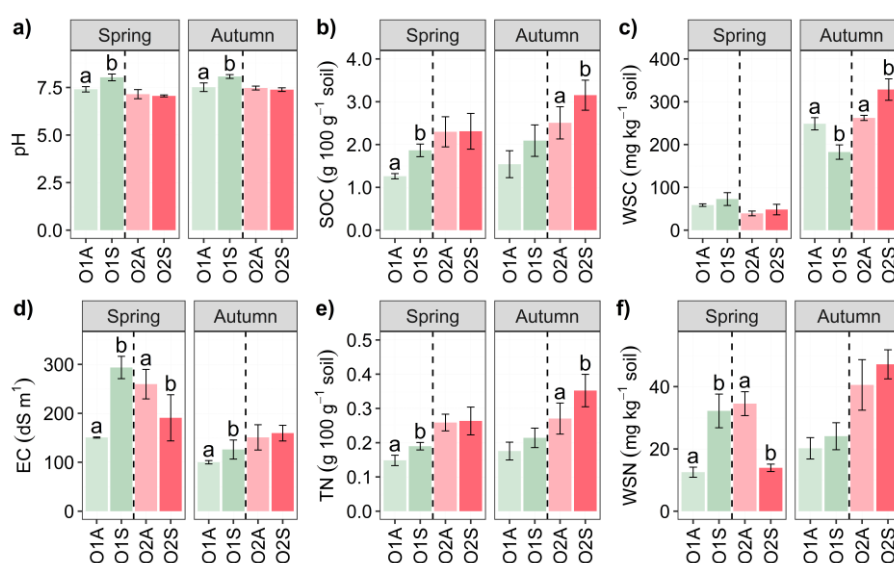 a) Spring Autumn
a b a b
pH
7.5
5.0
2.5
0.0
O1A O1S O2A O2S O1A O1S O2A O2S
b) Spring Autumn
a b a b
SOC (g 100 g⁻¹ soil)
4.0
3.0
2.0
1.0
0.0
O1A O1S O2A O2S O1A O1S O2A O2S
c) Spring Autumn
a b a b
WSC (mg kg⁻¹ soil)
400
300
200
100
0
O1A O1S O2A O2S O1A O1S O2A O2S
d) Spring Autumn
a b a b a b
EC (dS m¹)
300
200
100
0
O1A O1S O2A O2S O1A O1S O2A O2S
e) Spring Autumn
a b a b
TN (g 100 g⁻¹ soil)
0.5
0.4
0.3
0.2
0.1
0.0
O1A O1S O2A O2S O1A O1S O2A O2S
f) Spring Autumn
a b a b
WSN (mg kg⁻¹ soil)
40
20
0
O1A O1S O2A O2S O1A O1S O2A O2S